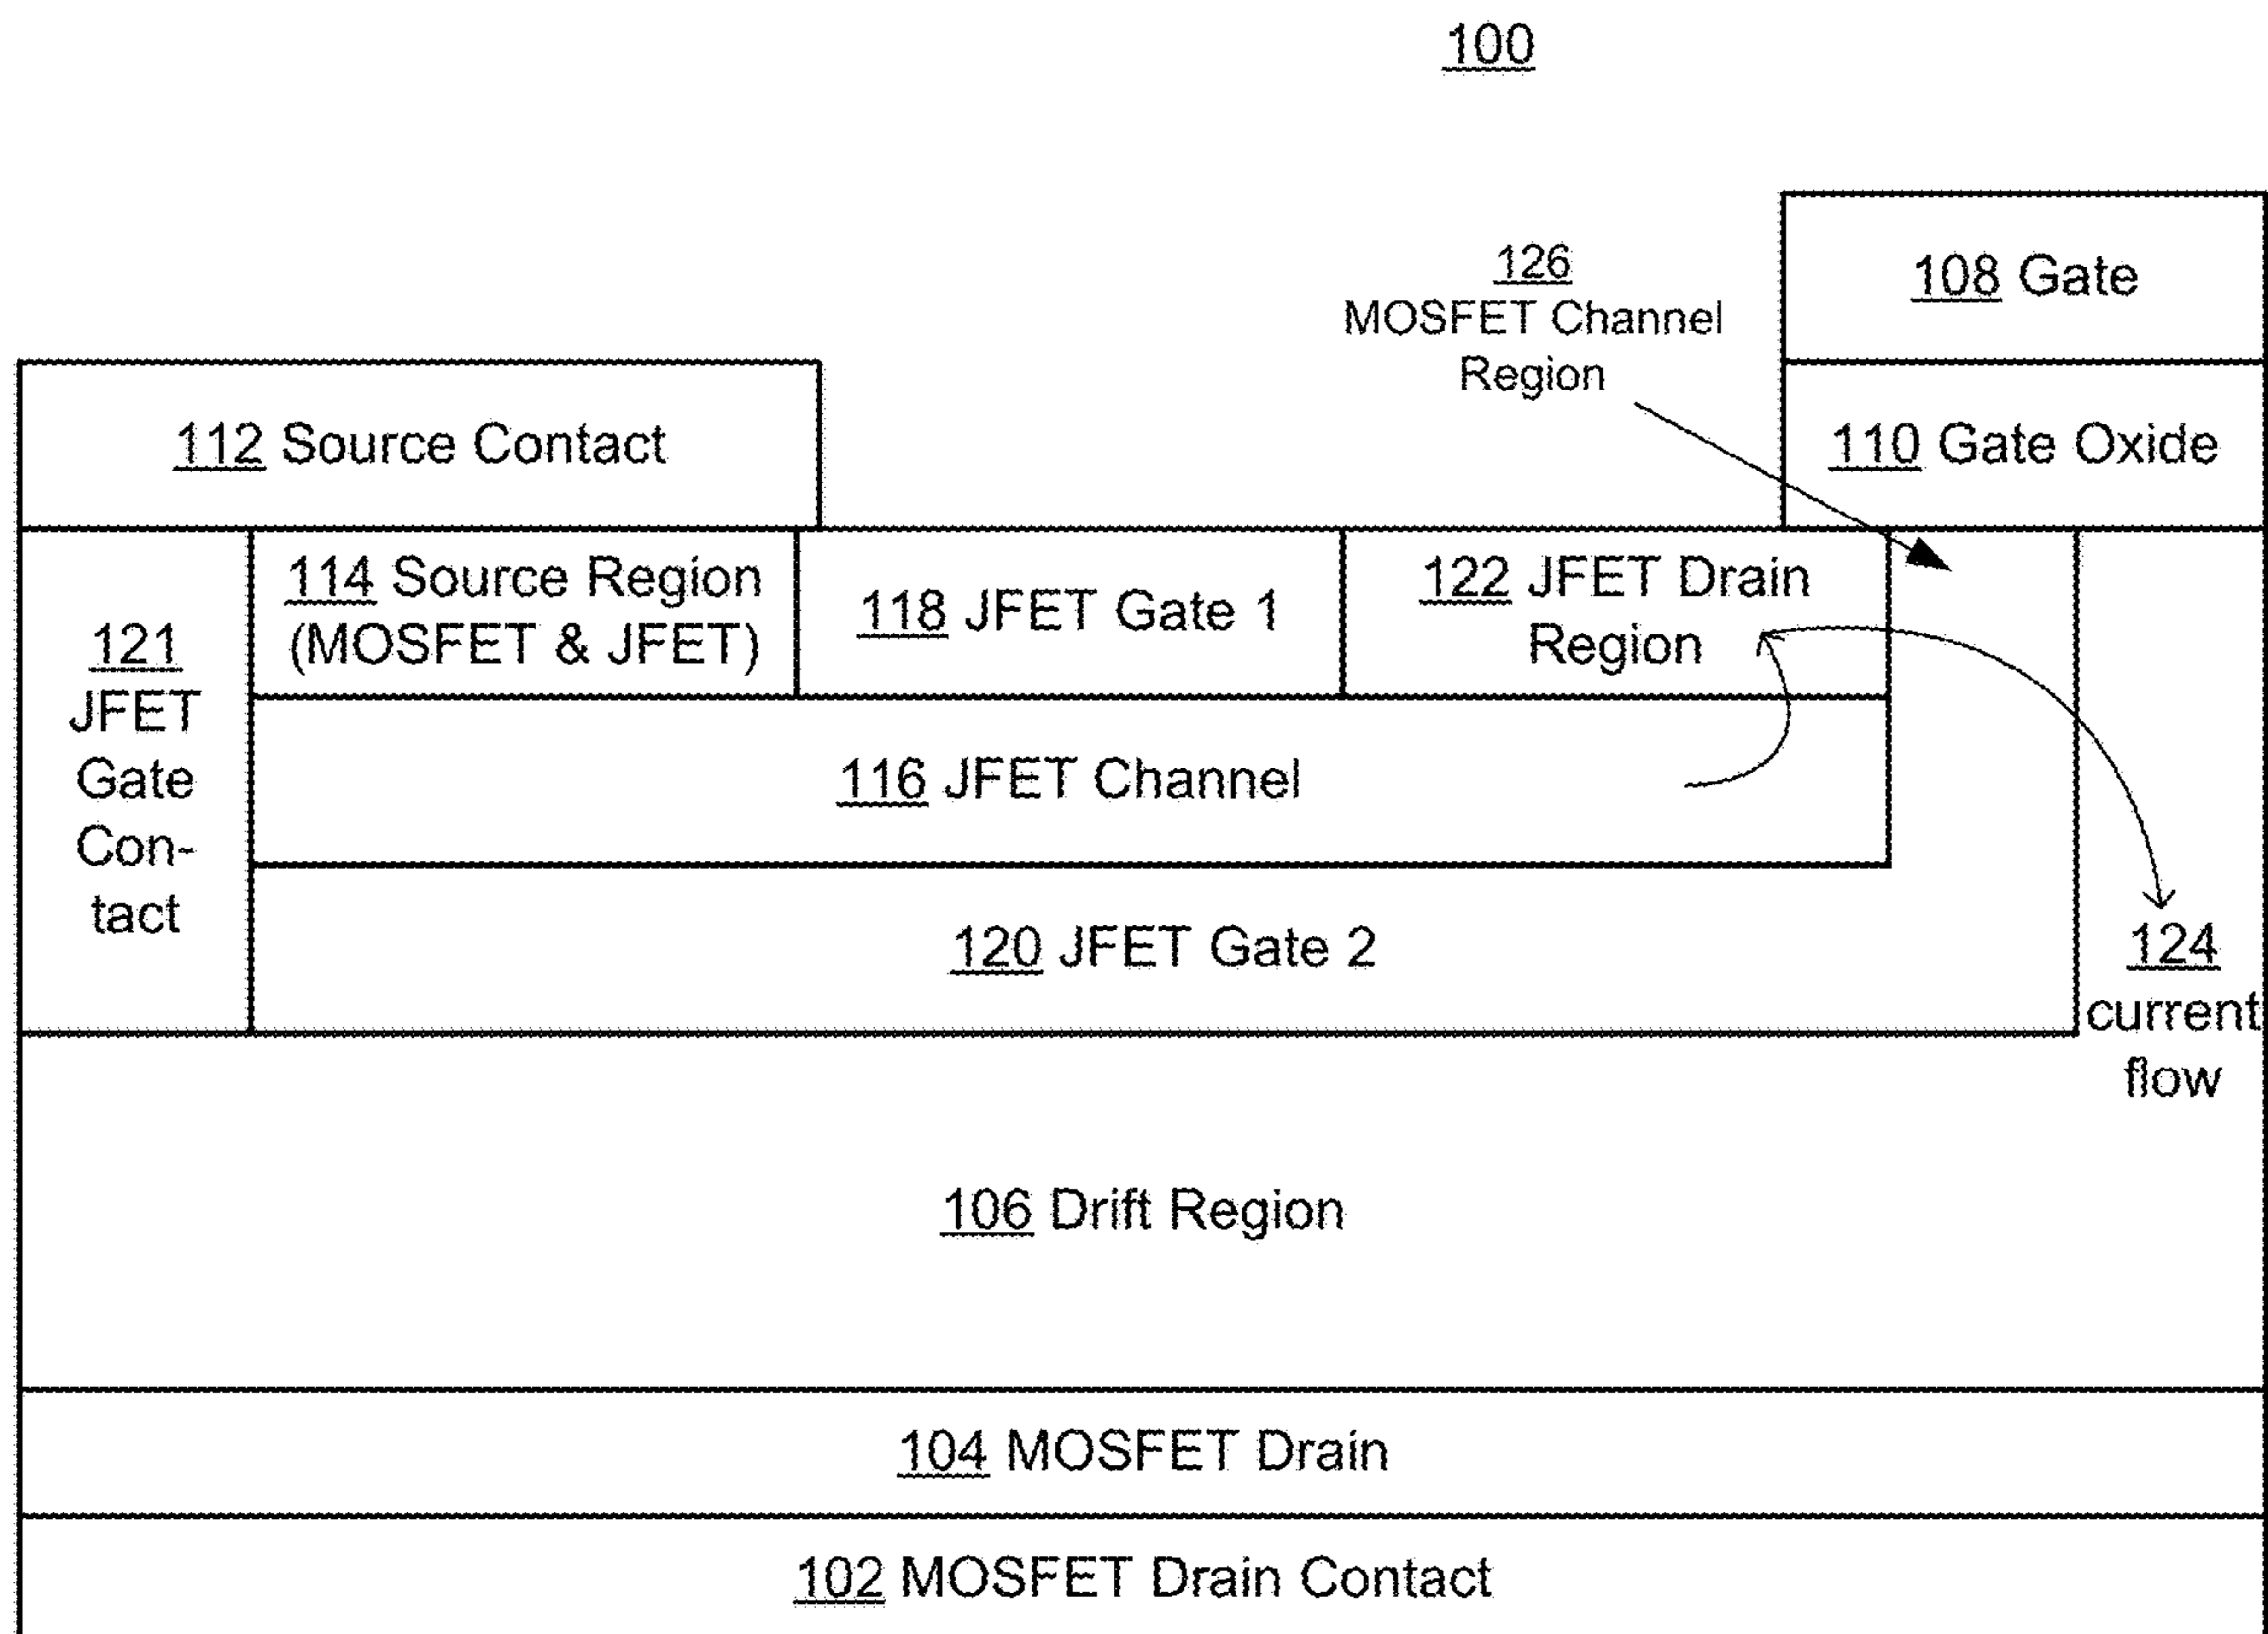 100
108 Gate
126
MOSFET Channel
Region
112 Source Contact
110 Gate Oxide
114 Source Region
(MOSFET & JFET)
118 JFET Gate 1
122 JFET Drain
Region
121
JFET
Gate
Con-
tact
116 JFET Channel
120 JFET Gate 2
124
current
flow
106 Drift Region
104 MOSFET Drain
102 MOSFET Drain Contact